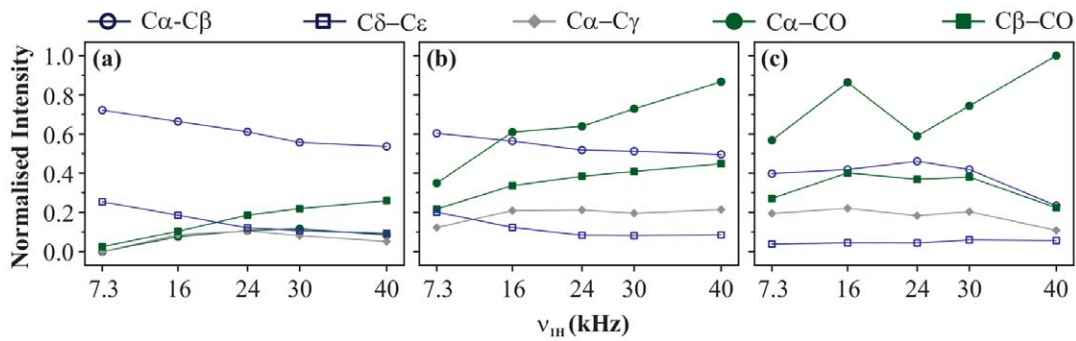 Cα-Cβ Cδ–Cε Cα–Cγ Cα–CO Cβ–CO
(a) (b) (c)
1.0
0.8
0.6
0.4
0.2
0.0
Normalised Intensity
7.3 16 24 30 40 7.3 16 24 30 40 7.3 16 24 30 40
ν1H (kHz)